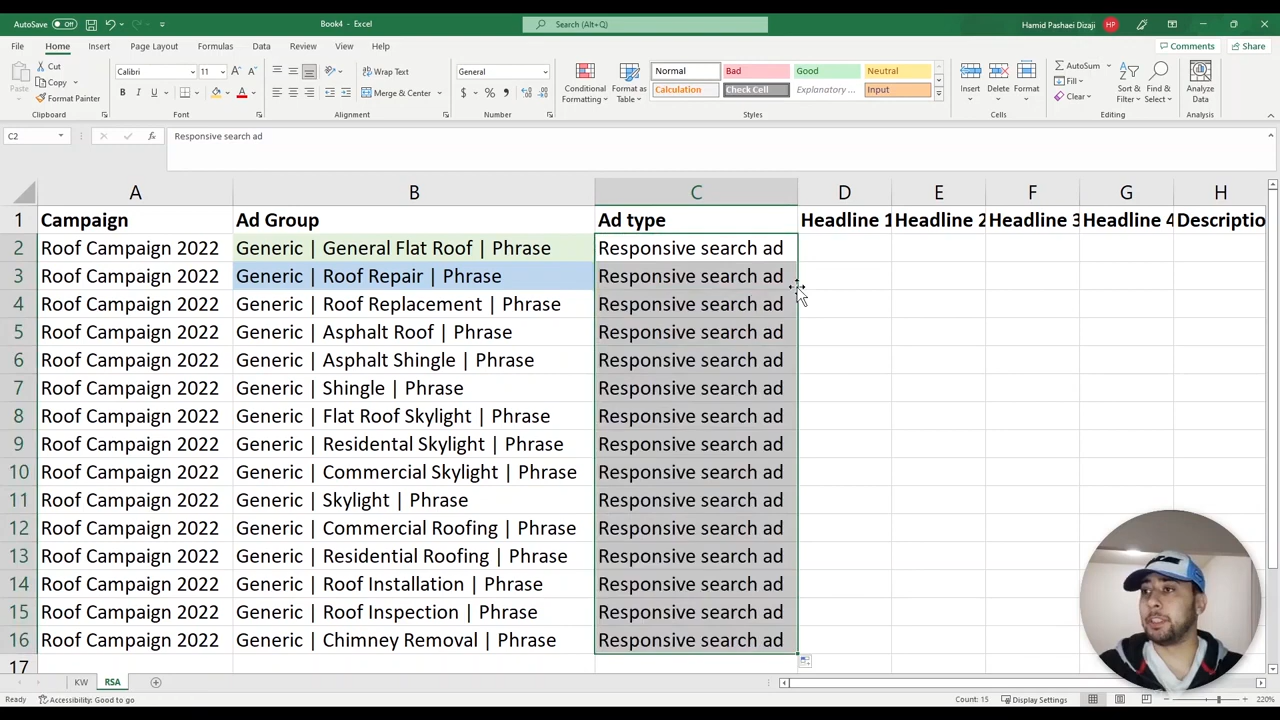 AutoSave Off Book4 - Excel Search (Alt+Q) Hamid Pashaei Dizaji HP
File Home Insert Page Layout Formulas Data Review View Help Comments Share
Paste Cut Copy Format Painter Clipboard
Calibri 11 B I U Font
Wrap Text Merge & Center Alignment
General $ % Number
Conditional Formatting Format as Table
Normal Bad Good Neutral
Calculation Check Cell Explanatory ... Input
Styles
Insert Delete Format Cells
AutoSum Fill Clear Sort & Filter Find & Select Editing
Analyze Data Analysis
C2 fx Responsive search ad
A B C D E F G H
1 Campaign Ad Group Ad type Headline 1 Headline 2 Headline 3 Headline 4 Descriptio
2 Roof Campaign 2022 Generic | General Flat Roof | Phrase Responsive search ad
3 Roof Campaign 2022 Generic | Roof Repair | Phrase Responsive search ad
4 Roof Campaign 2022 Generic | Roof Replacement | Phrase Responsive search ad
5 Roof Campaign 2022 Generic | Asphalt Roof | Phrase Responsive search ad
6 Roof Campaign 2022 Generic | Asphalt Shingle | Phrase Responsive search ad
7 Roof Campaign 2022 Generic | Shingle | Phrase Responsive search ad
8 Roof Campaign 2022 Generic | Flat Roof Skylight | Phrase Responsive search ad
9 Roof Campaign 2022 Generic | Residental Skylight | Phrase Responsive search ad
10 Roof Campaign 2022 Generic | Commercial Skylight | Phrase Responsive search ad
11 Roof Campaign 2022 Generic | Skylight | Phrase Responsive search ad
12 Roof Campaign 2022 Generic | Commercial Roofing | Phrase Responsive search ad
13 Roof Campaign 2022 Generic | Residential Roofing | Phrase Responsive search ad
14 Roof Campaign 2022 Generic | Roof Installation | Phrase Responsive search ad
15 Roof Campaign 2022 Generic | Roof Inspection | Phrase Responsive search ad
16 Roof Campaign 2022 Generic | Chimney Removal | Phrase Responsive search ad
17
KW RSA
Ready Accessibility: Good to go Count: 15 Display Settings 220%